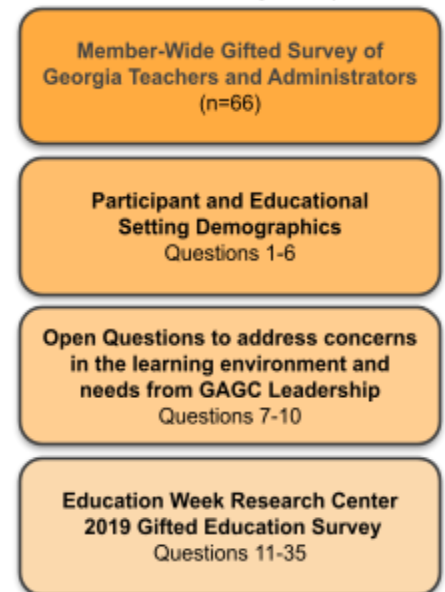 Member-Wide Gifted Survey of
Georgia Teachers and Administrators
(n=66)
Participant and Educational
Setting Demographics
Questions 1-6
Open Questions to address concerns
in the learning environment and
needs from GAGC Leadership
Questions 7-10
Education Week Research Center
2019 Gifted Education Survey
Questions 11-35